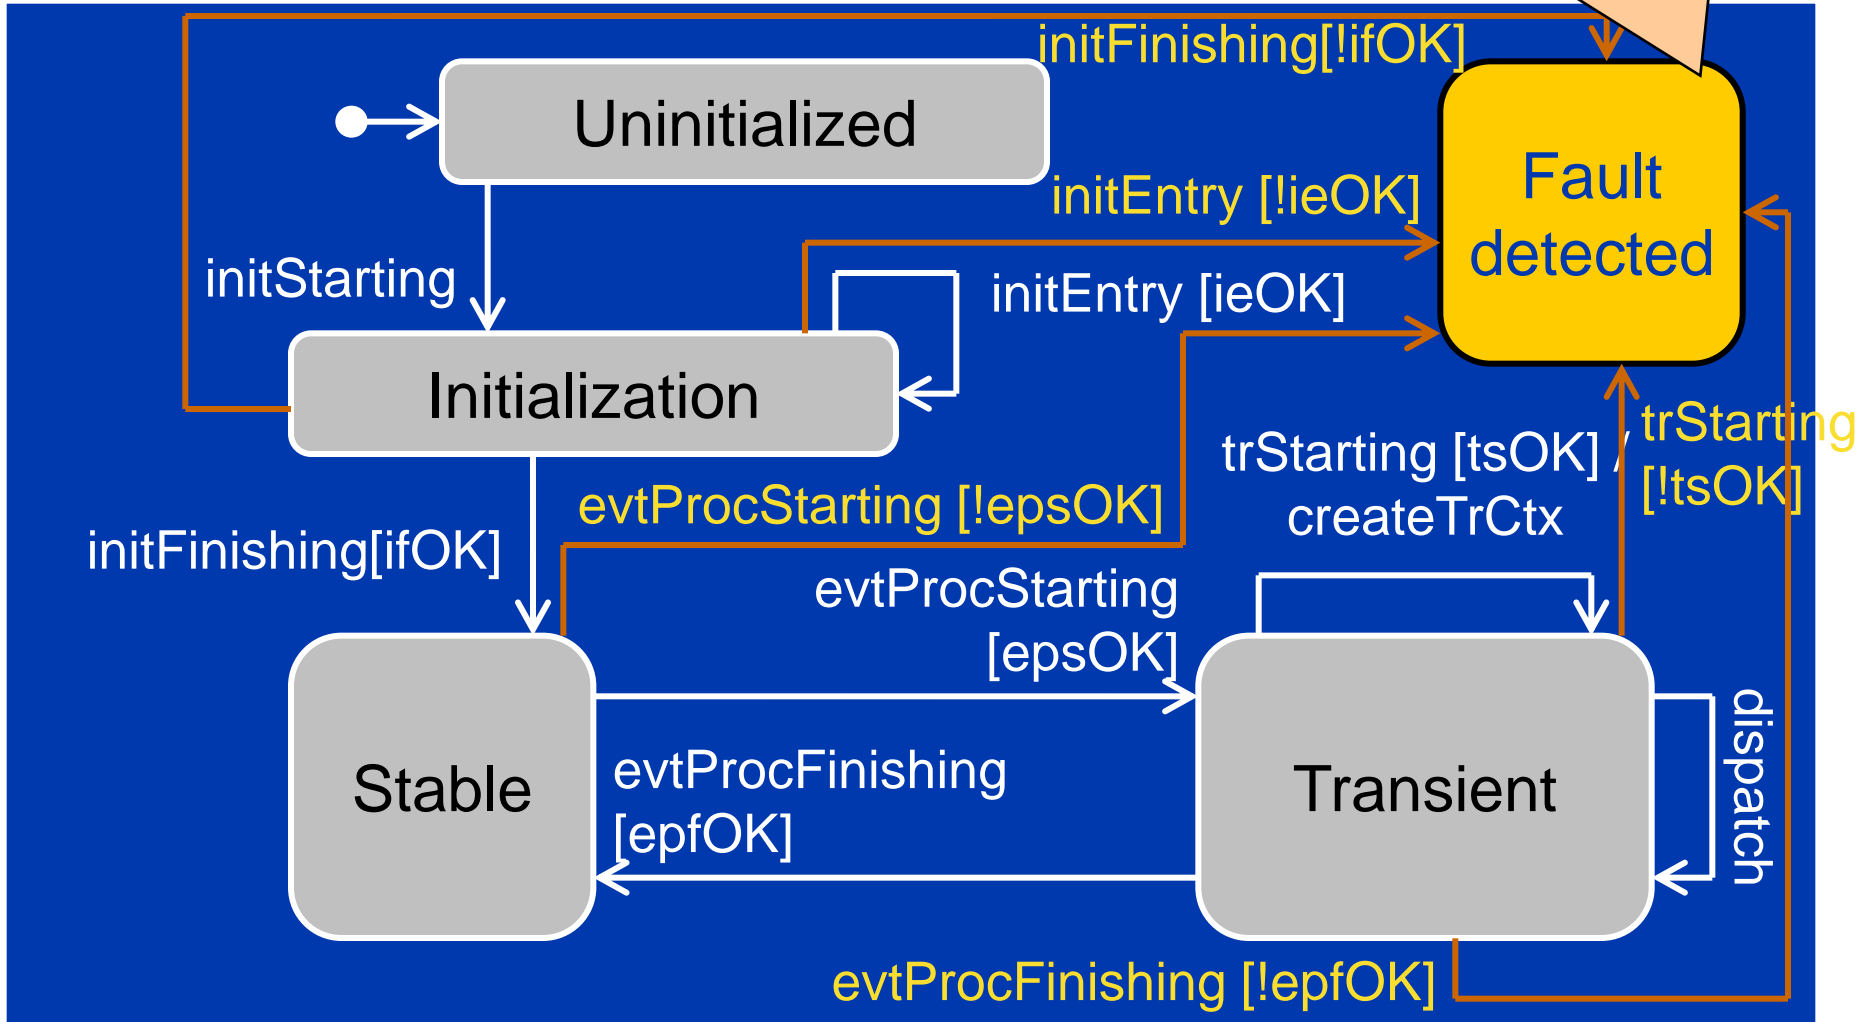 initFinishing[!ifOK]
Uninitialized
Fault
detected
initEntry [!ieOK]
initStarting
initEntry [ieOK]
Initialization
trStarting [tsOK] /
createTrCtx
trStarting
[!tsOK]
evtProcStarting [!epsOK]
initFinishing[ifOK]
evtProcStarting
[epsOK]
Stable
evtProcFinishing
[epfOK]
Transient
dispatch
evtProcFinishing [!epfOK]